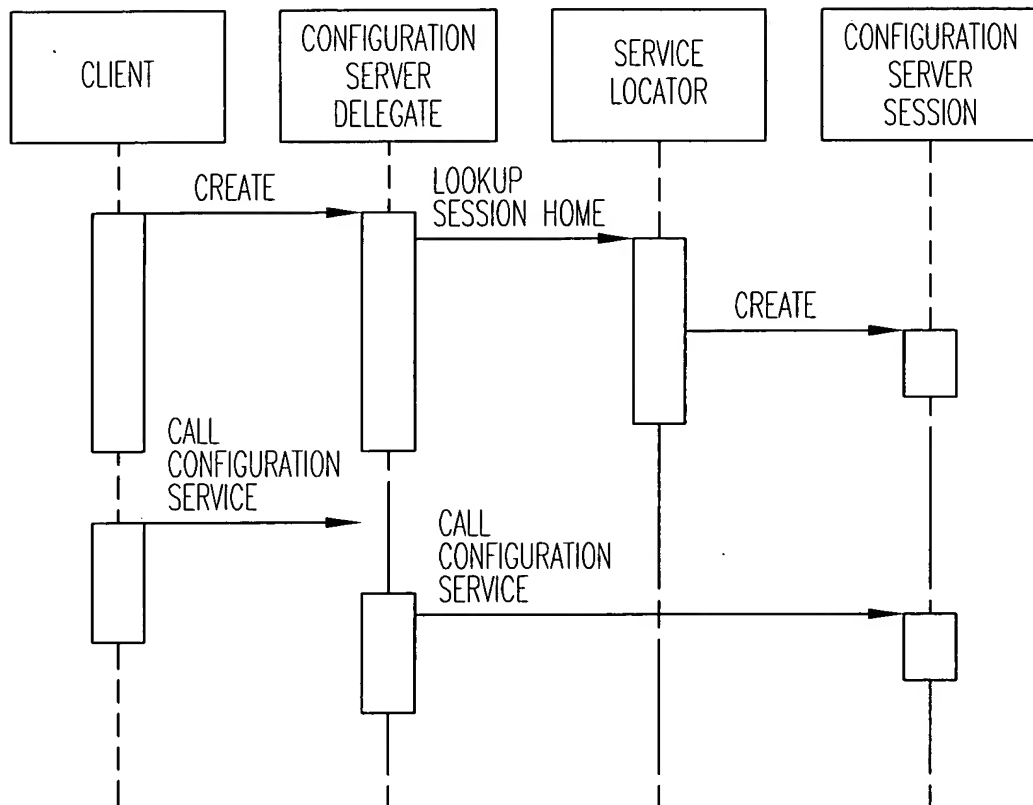 CLIENT
CONFIGURATION
SERVER
DELEGATE
SERVICE
LOCATOR
CONFIGURATION
SERVER
SESSION
CREATE
LOOKUP
SESSION HOME
CREATE
CALL
CONFIGURATION
SERVICE
CALL
CONFIGURATION
SERVICE